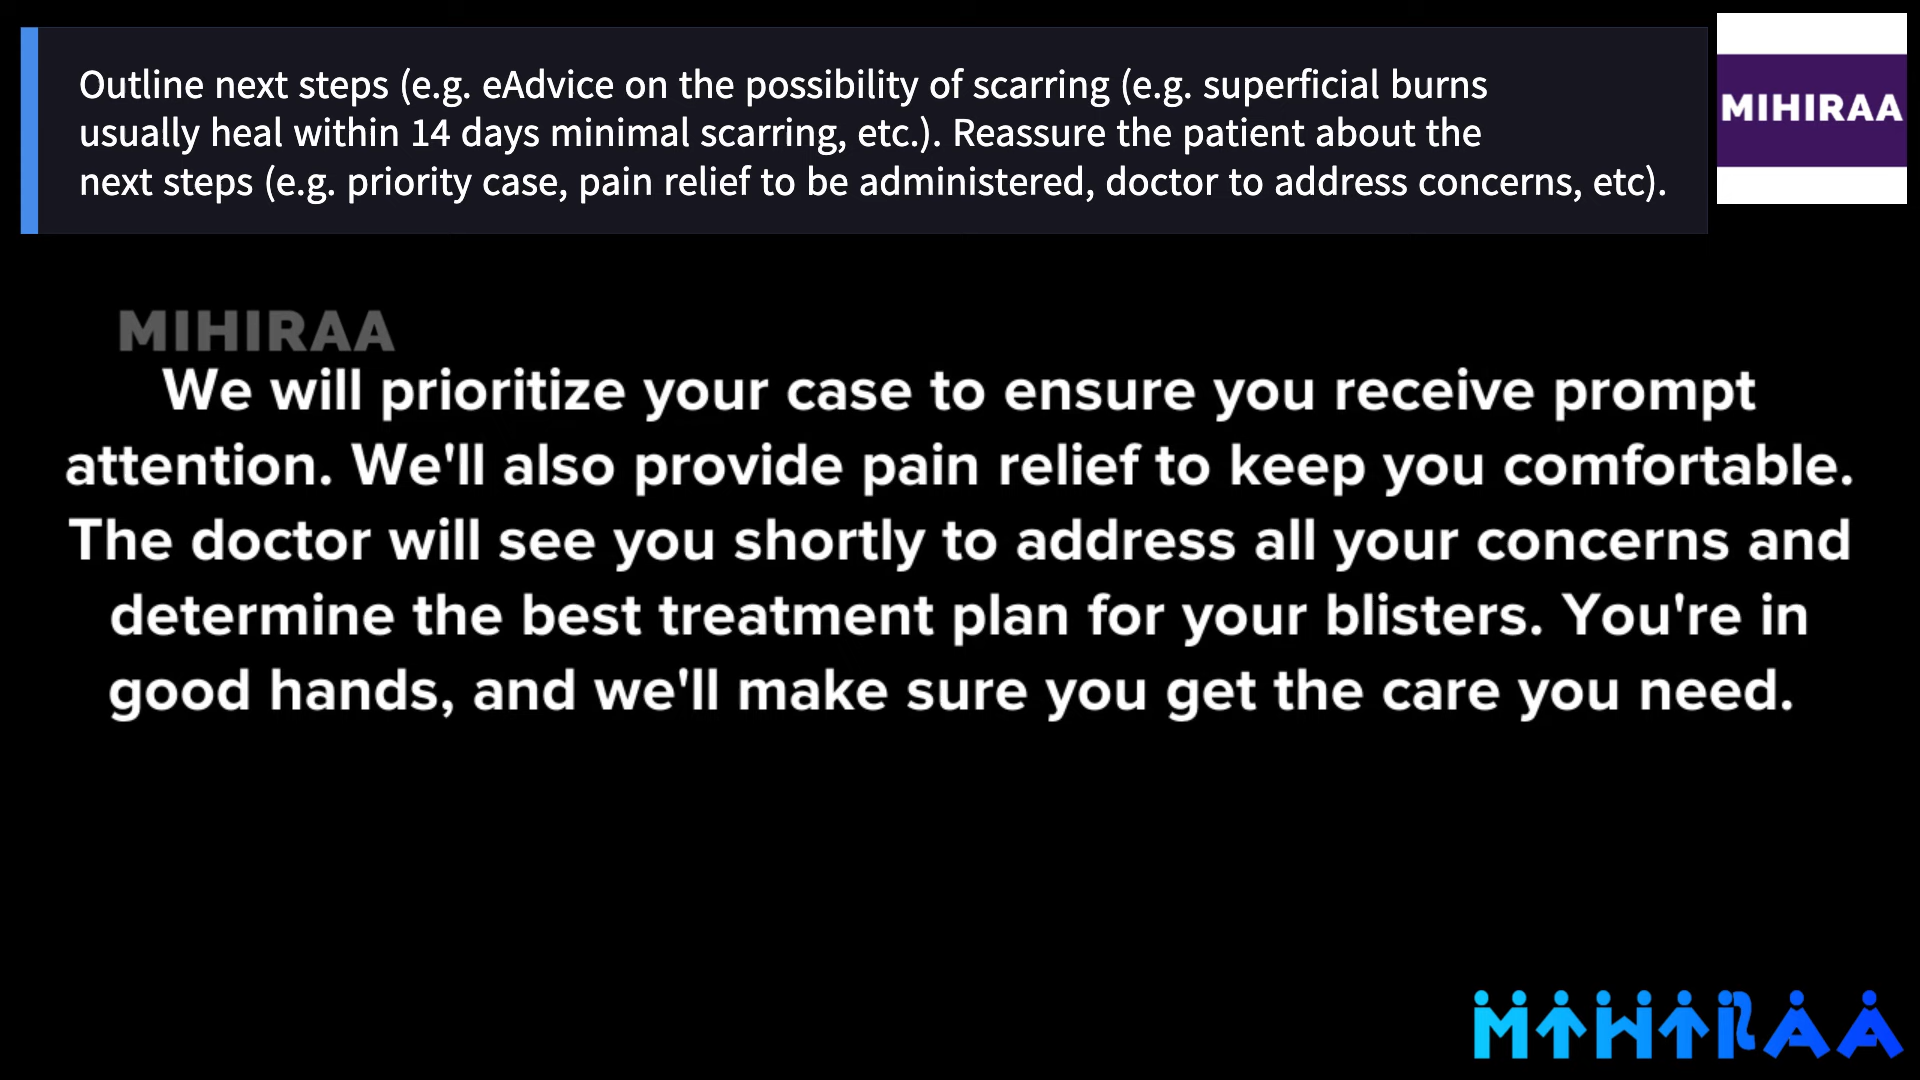 Outline next steps (e.g. eAdvice on the possibility of scarring (e.g. superficial burns
usually heal within 14 days minimal scarring, etc.). Reassure the patient about the
next steps (e.g. priority case, pain relief to be administered, doctor to address concerns, etc).
MIHIRAA
MIHIRAA
We will prioritize your case to ensure you receive prompt
attention. We'll also provide pain relief to keep you comfortable.
The doctor will see you shortly to address all your concerns and
determine the best treatment plan for your blisters. You're in
good hands, and we'll make sure you get the care you need.
MIHIRAA